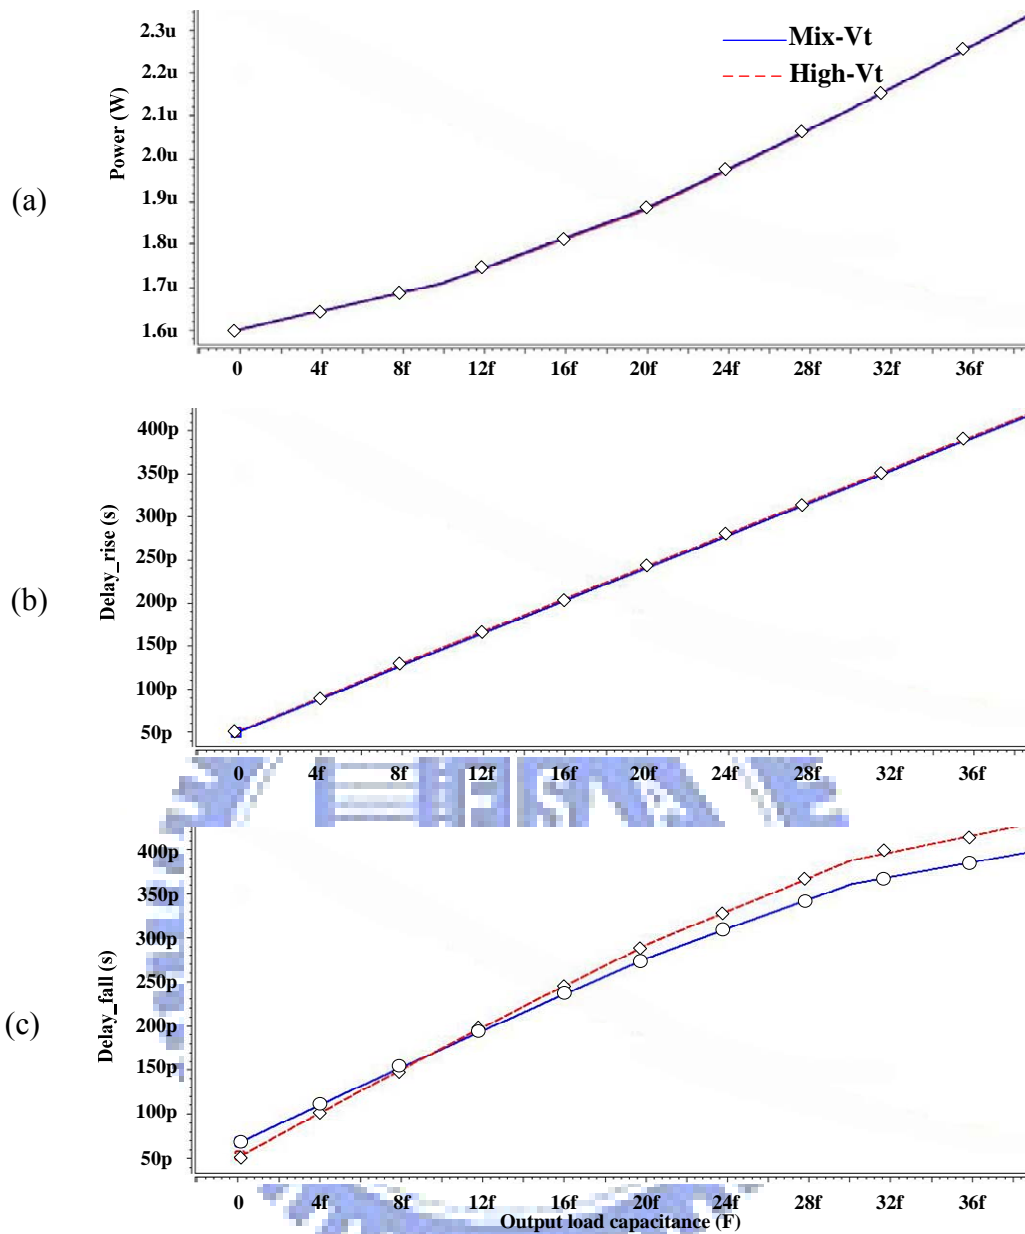 Mix-Vt
High-Vt
(a)
Power (W)
2.3u
2.2u
2.1u
2.0u
1.9u
1.8u
1.7u
1.6u
0 4f 8f 12f 16f 20f 24f 28f 32f 36f
(b)
Delay_rise (s)
400p
350p
300p
250p
200p
150p
100p
50p
0 4f 8f 12f 16f 20f 24f 28f 32f 36f
(c)
Delay_fall (s)
400p
350p
300p
250p
200p
150p
100p
50p
0 4f 8f 12f 16f 20f 24f 28f 32f 36f
Output load capacitance (F)